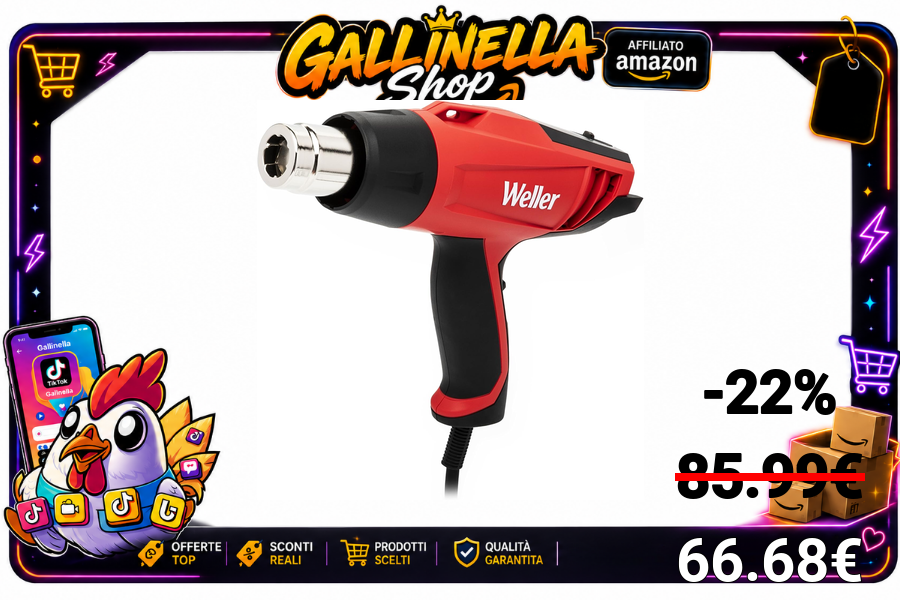 GALLINELLA
Shop
AFFILIATO
amazon
Weller
Gallinella
TikTok
Gallinella
-22%
85.99€
66.68€
OFFERTE
TOP
SCONTI
REALI
PRODOTTI
SCELTI
QUALITÀ
GARANTITA